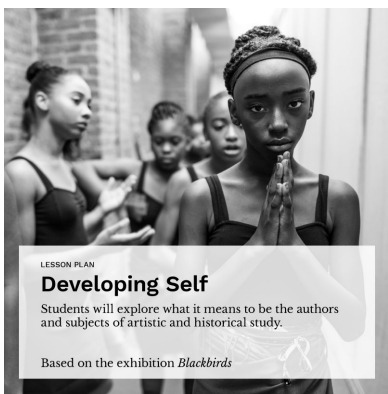 LESSON PLAN
Developing Self
Students will explore what it means to be the authors
and subjects of artistic and historical study.
Based on the exhibition Blackbirds